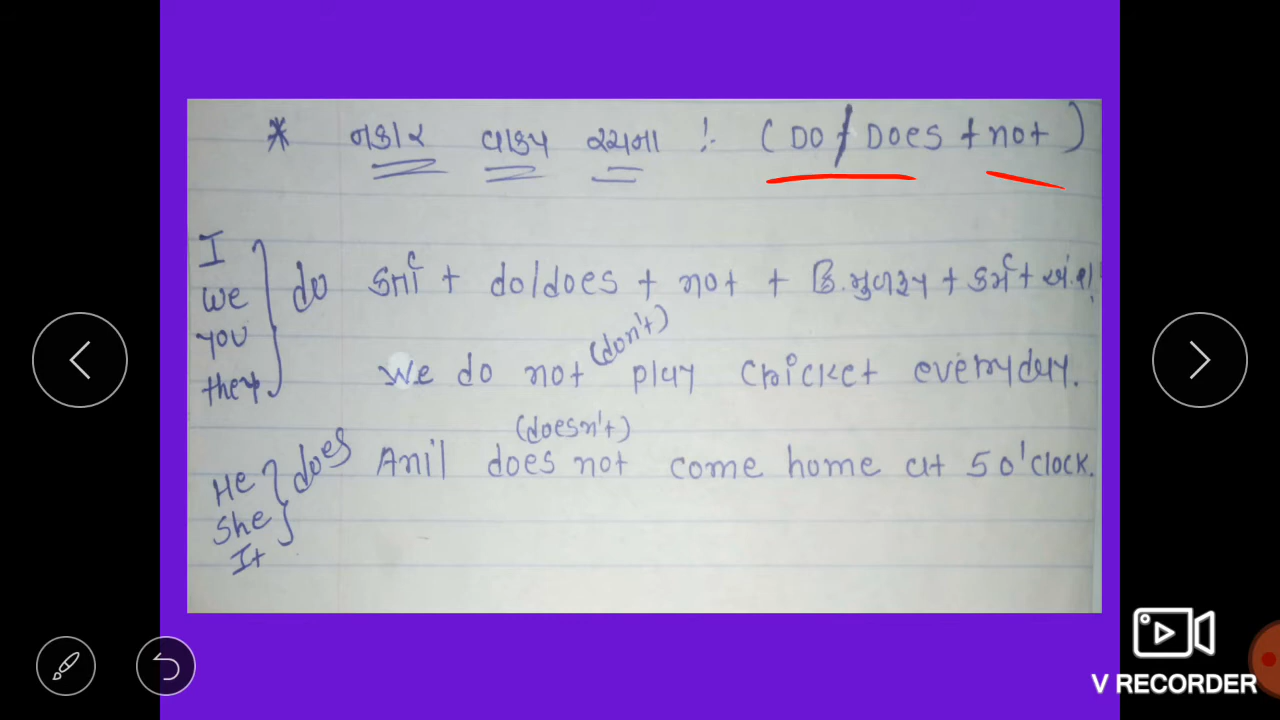 * નકાર વાક્ય રચના :- (DO / DOES + not)
I
we
you
they
do
કર્તા + do/does + not + ક્રિ.મુળરૂપ + કર્મ +
(don't)
We do not play cricket everyday.
(doesn't)
Anil does not come home at 5 o'clock.
He
She
It
does
V RECORDER